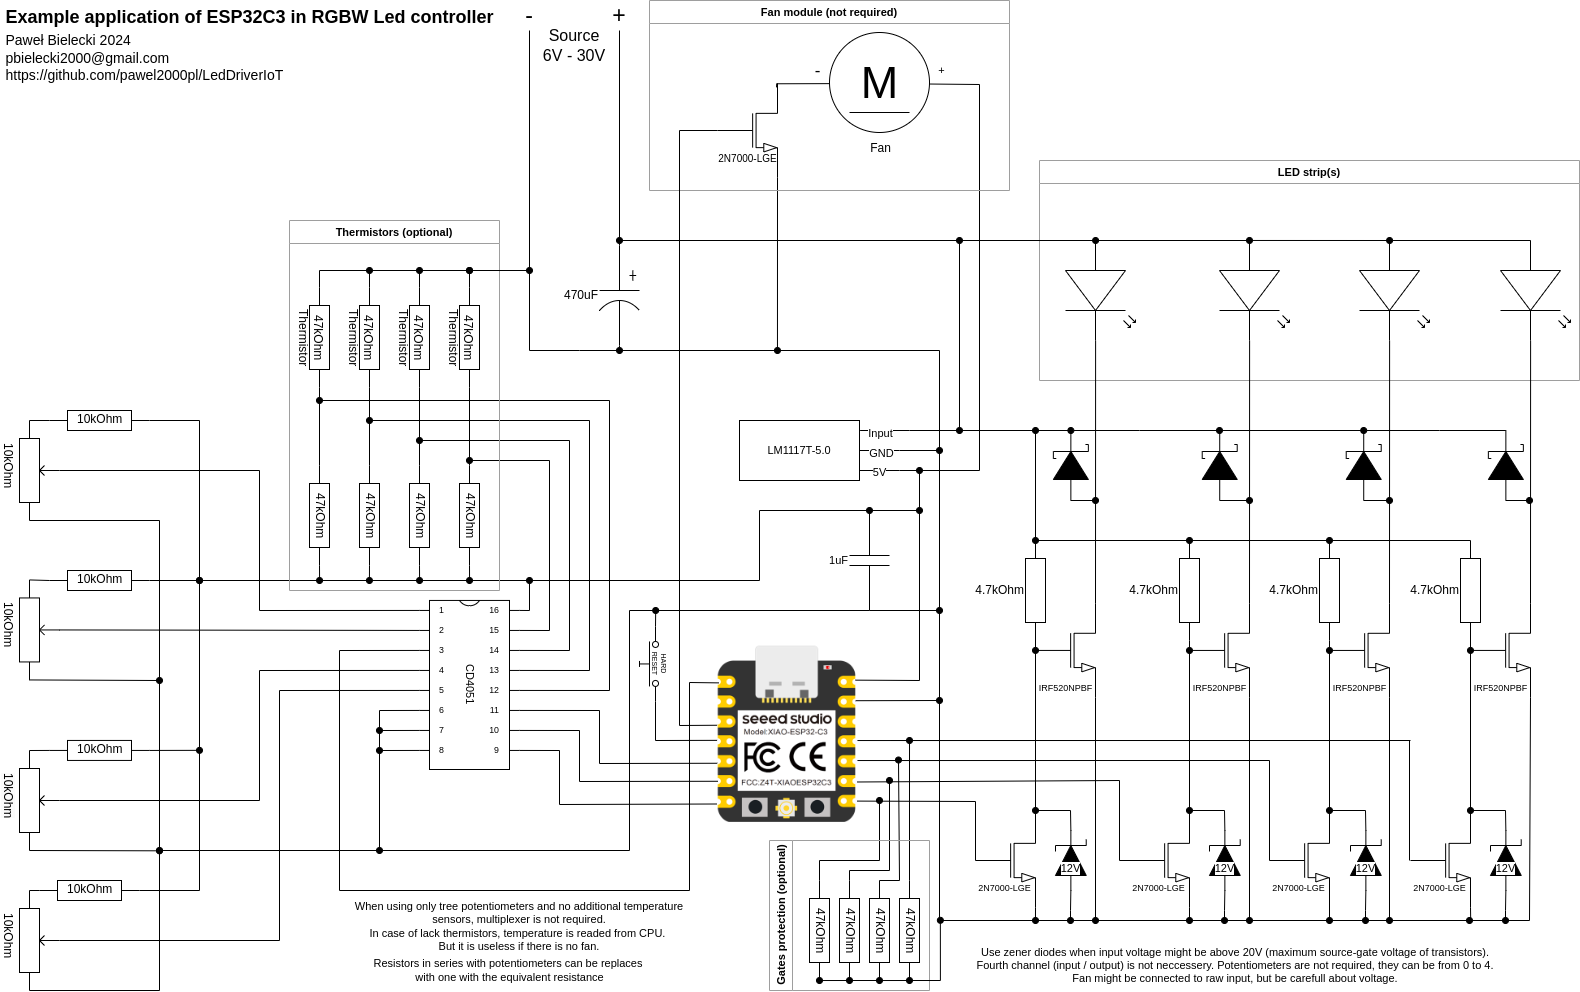 Example application of ESP32C3 in RGBW Led controller
Paweł Bielecki 2024
pbielecki2000@gmail.com
https://github.com/pawel2000pl/LedDriverIoT
- +
Source
6V - 30V
Fan module (not required)
M
- +
Fan
2N7000-LGE
LED strip(s)
Thermistors (optional)
47kOhm
Thermistor
47kOhm
Thermistor
47kOhm
Thermistor
47kOhm
Thermistor
47kOhm
47kOhm
47kOhm
47kOhm
470uF
+
10kOhm
10kOhm
10kOhm
10kOhm
10kOhm
10kOhm
10kOhm
10kOhm
LM1117T-5.0
Input
GND
5V
1uF
CD4051
1 16
2 15
3 14
4 13
5 12
6 11
7 10
8 9
HARD
RESET
seeed studio
Model:XIAO-ESP32-C3
FCC CE
FCC:Z4T-XIAOESP32C3
4.7kOhm
4.7kOhm
4.7kOhm
4.7kOhm
IRF520NPBF
IRF520NPBF
IRF520NPBF
IRF520NPBF
12V
12V
12V
12V
2N7000-LGE
2N7000-LGE
2N7000-LGE
2N7000-LGE
Gates protection (optional)
47kOhm
47kOhm
47kOhm
47kOhm
When using only tree potentiometers and no additional temperature
sensors, multiplexer is not required.
In case of lack thermistors, temperature is readed from CPU.
But it is useless if there is no fan.
Resistors in series with potentiometers can be replaces
with one with the equivalent resistance
Use zener diodes when input voltage might be above 20V (maximum source-gate voltage of transistors).
Fourth channel (input / output) is not neccessery. Potentiometers are not required, they can be from 0 to 4.
Fan might be connected to raw input, but be carefull about voltage.